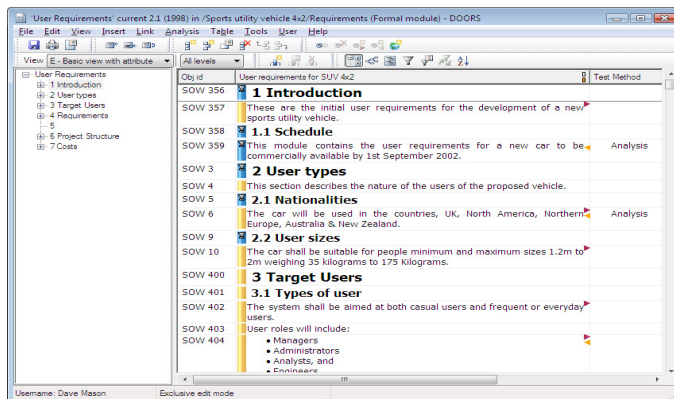 'User Requirements' current 2.1 (1998) in /Sports utility vehicle 4x2/Requirements (Formal module) - DOORS
File Edit View Insert Link Analysis Table Tools User Help
View E - Basic view with attribute All levels
User Requirements
1 Introduction
2 User types
3 Target Users
4 Requirements
5
6 Project Structure
7 Costs
Obj id User requirements for SUV 4x2 Test Method
SOW 356 1 Introduction
SOW 357 These are the initial user requirements for the development of a new
sports utility vehicle.
SOW 358 1.1 Schedule
SOW 359 This module contains the user requirements for a new car to be Analysis
commercially available by 1st September 2002.
SOW 3 2 User types
SOW 4 This section describes the nature of the users of the proposed vehicle.
SOW 5 2.1 Nationalities
SOW 6 The car will be used in the countries, UK, North America, Northern Analysis
Europe, Australia & New Zealand.
SOW 9 2.2 User sizes
SOW 10 The car shall be suitable for people minimum and maximum sizes 1.2m to
2m weighing 35 kilograms to 175 Kilograms.
SOW 400 3 Target Users
SOW 401 3.1 Types of user
SOW 402 The system shall be aimed at both casual users and frequent or everyday
users.
SOW 403 User roles will include:
SOW 404 • Managers
• Administrators
• Analysts, and
• Engineers
Username: Dave Mason Exclusive edit mode